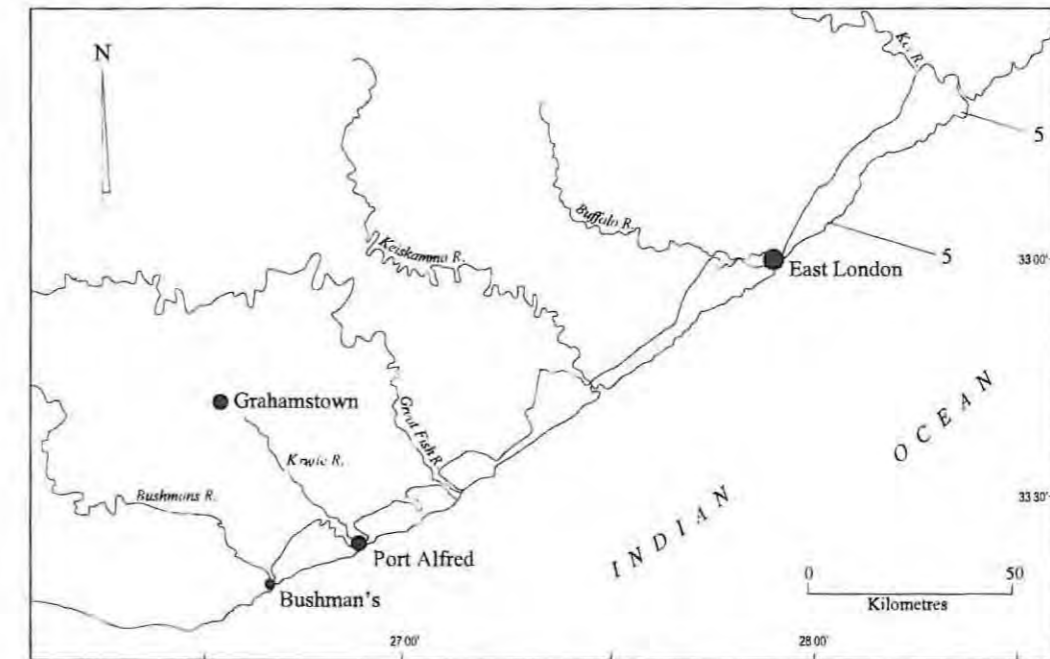 N
Kei R.
5
Buffalo R.
5
East London
33 00'
Keiskamma R.
Grahamstown
Great Fish R.
Kowie R.
Bushmans R.
33 30'
INDIAN OCEAN
Port Alfred
Bushman's
0 50
Kilometres
27 00'
28 00'